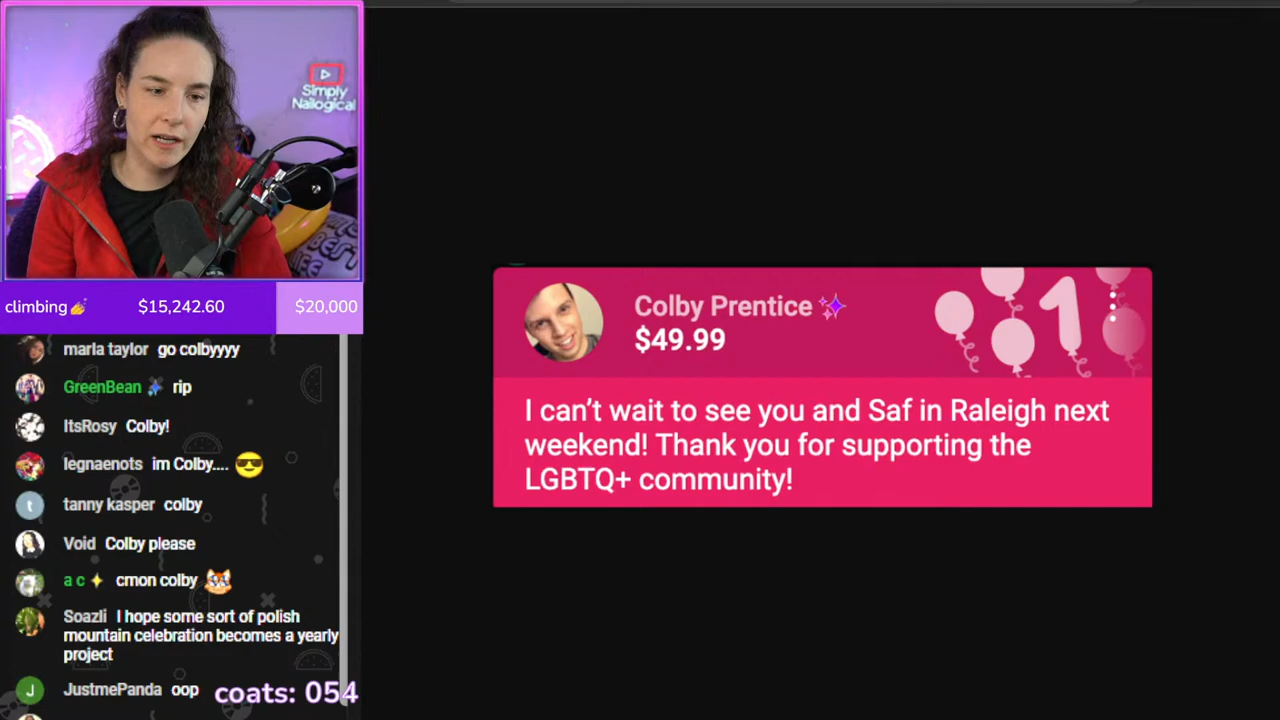 Simply
Nailogical
climbing💅 $15,242.60 $20,000
marla taylor go colbyyyy
GreenBean rip
ItsRosy Colby!
legnaenots im Colby.... 😎
tanny kasper colby
Void Colby please
a c cmon colby
Soazli I hope some sort of polish
mountain celebration becomes a yearly
project
JustmePanda oop
coats: 054
Colby Prentice
$49.99
1
I can’t wait to see you and Saf in Raleigh next
weekend! Thank you for supporting the
LGBTQ+ community!